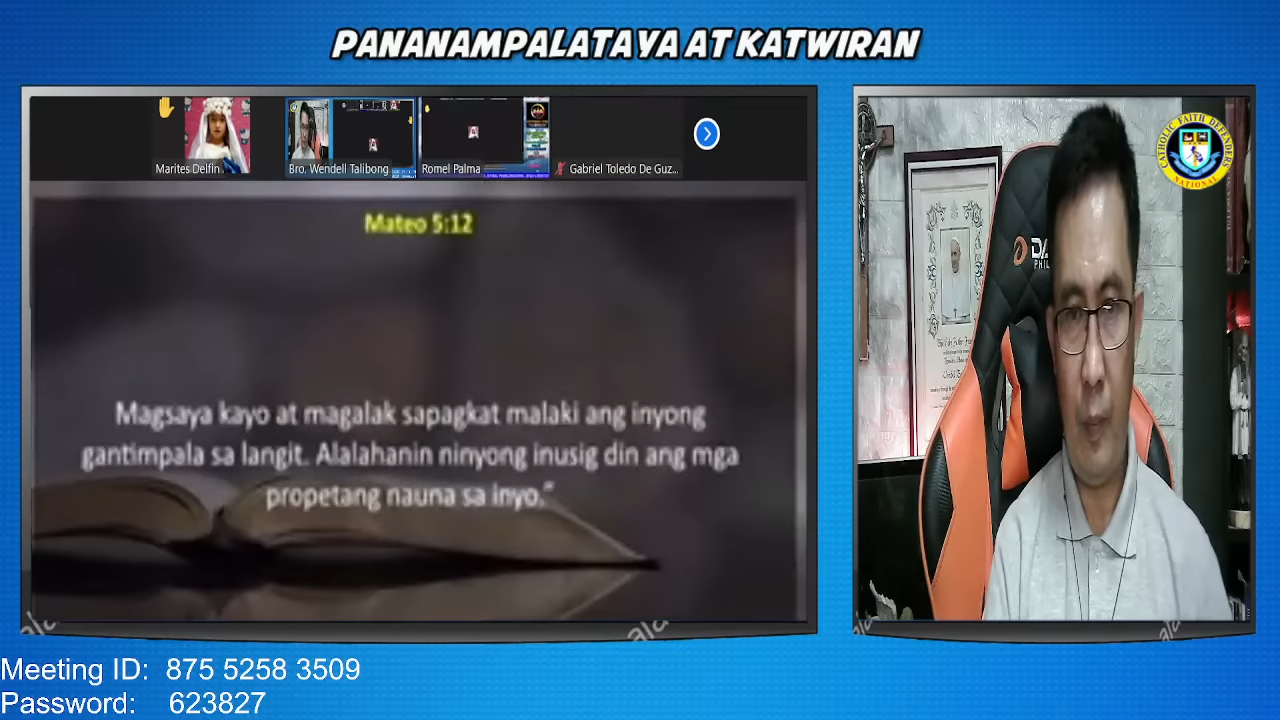 PANANAMPALATAYA AT KATWIRAN
Marites Delfin
Bro. Wendell Talibong
Romel Palma
Gabriel Toledo De Guz...
Mateo 5:12
Magsaya kayo at magalak sapagkat malaki ang inyong
gantimpala sa langit. Alalahanin ninyong inusig din ang mga
propetang nauna sa inyo.”
CATHOLIC FAITH DEFENDERS
NATIONAL
DA
PHIL
Meeting ID: 875 5258 3509
Password: 623827